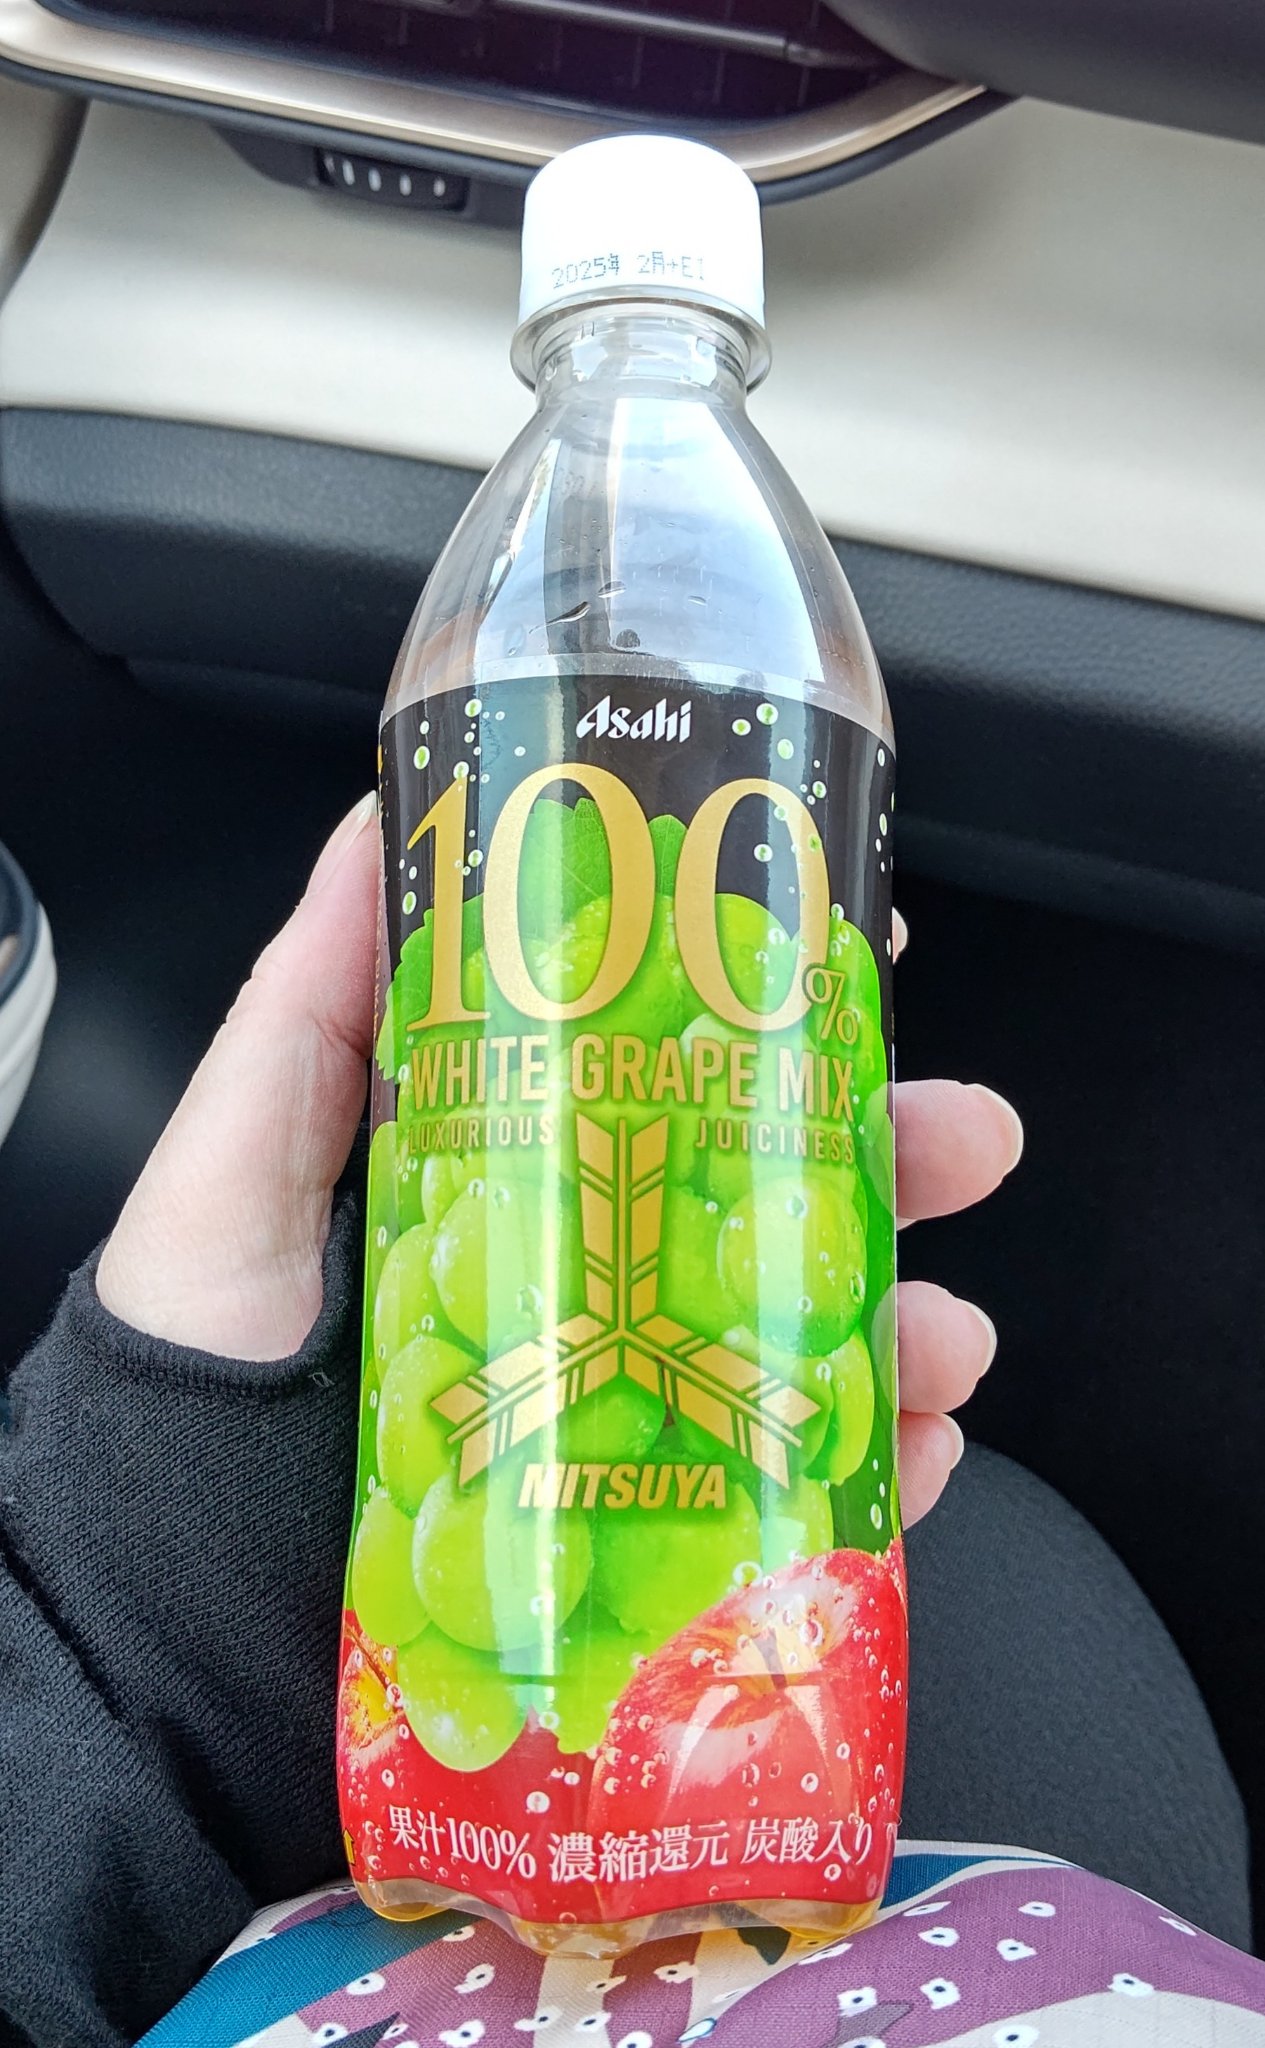 2025年 2月+EI
Asahi
100%
WHITE GRAPE MIX
LUXURIOUS JUICINESS
MITSUYA
果汁100% 濃縮還元 炭酸入り